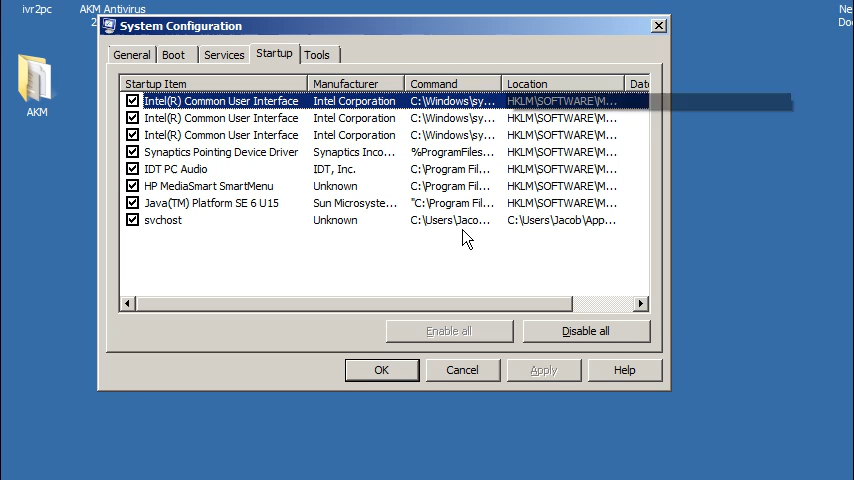 ivr2pc
AKM Antivirus
2
Ne
Do
AKM
System Configuration
General Boot Services Startup Tools
Startup Item Manufacturer Command Location Dat
Intel(R) Common User Interface Intel Corporation C:\Windows\sy... HKLM\SOFTWARE\M...
Intel(R) Common User Interface Intel Corporation C:\Windows\sy... HKLM\SOFTWARE\M...
Intel(R) Common User Interface Intel Corporation C:\Windows\sy... HKLM\SOFTWARE\M...
Synaptics Pointing Device Driver Synaptics Inco... %ProgramFiles... HKLM\SOFTWARE\M...
IDT PC Audio IDT, Inc. C:\Program Fil... HKLM\SOFTWARE\M...
HP MediaSmart SmartMenu Unknown C:\Program Fil... HKLM\SOFTWARE\M...
Java(TM) Platform SE 6 U15 Sun Microsyste... "C:\Program Fil... HKLM\SOFTWARE\M...
svchost Unknown C:\Users\Jaco... C:\Users\Jacob\App...
Enable all Disable all
OK Cancel Apply Help